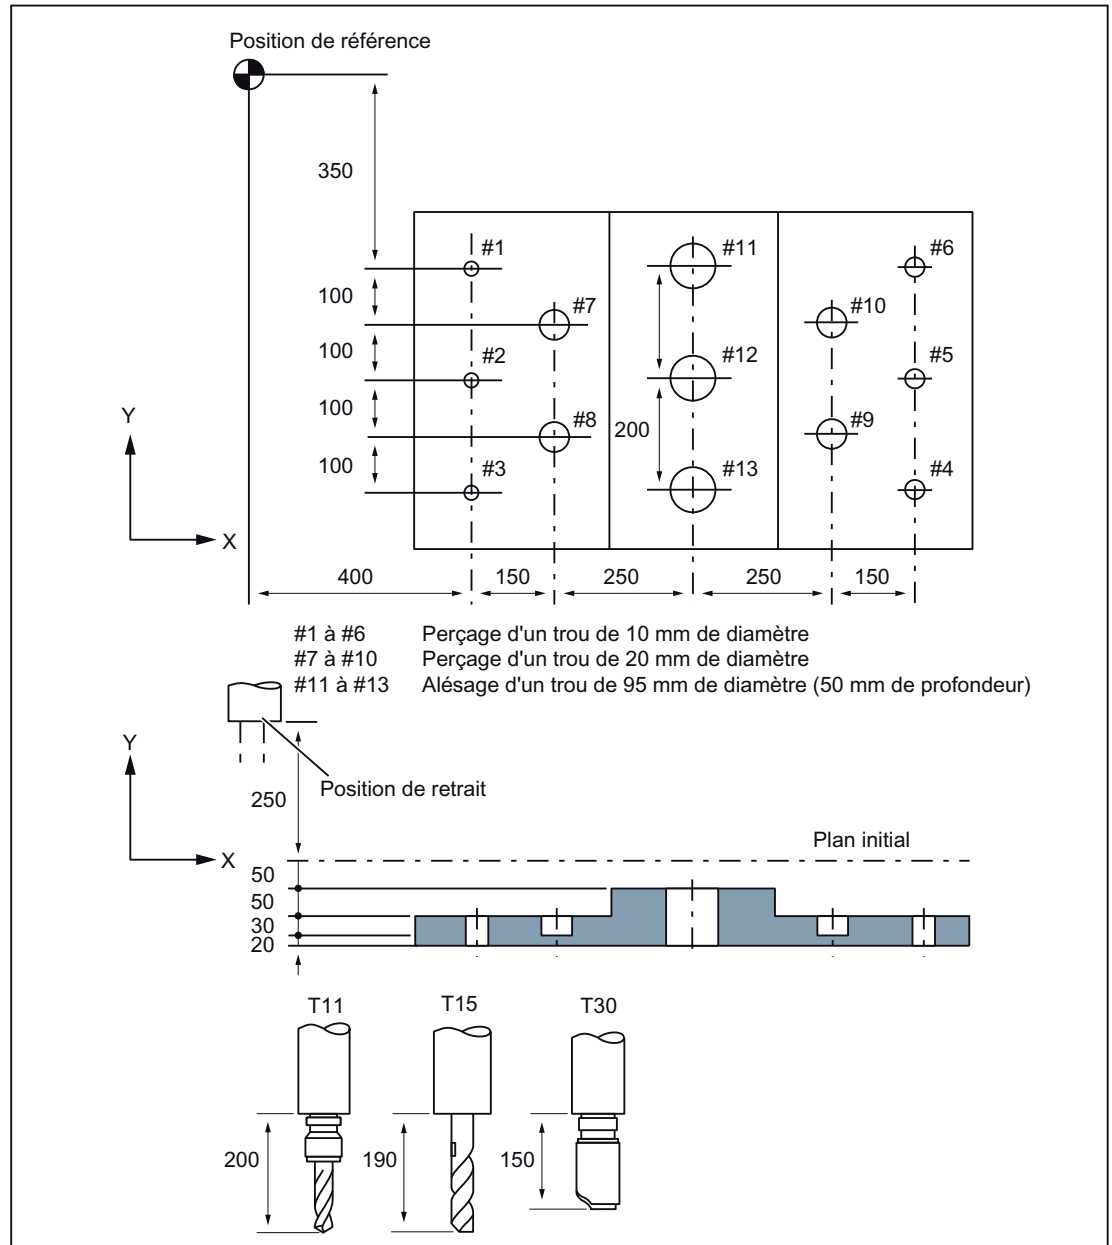 Position de référence
350
#1
#11
#6
100
#7
#10
100
#2
#12
#5
100
Y
#8
200
#9
100
#3
#13
#4
X
400
150
250
250
150
#1 à #6 Perçage d'un trou de 10 mm de diamètre
#7 à #10 Perçage d'un trou de 20 mm de diamètre
#11 à #13 Alésage d'un trou de 95 mm de diamètre (50 mm de profondeur)
Y
Position de retrait
250
Plan initial
X
50
50
30
20
T11
T15
T30
200
190
150